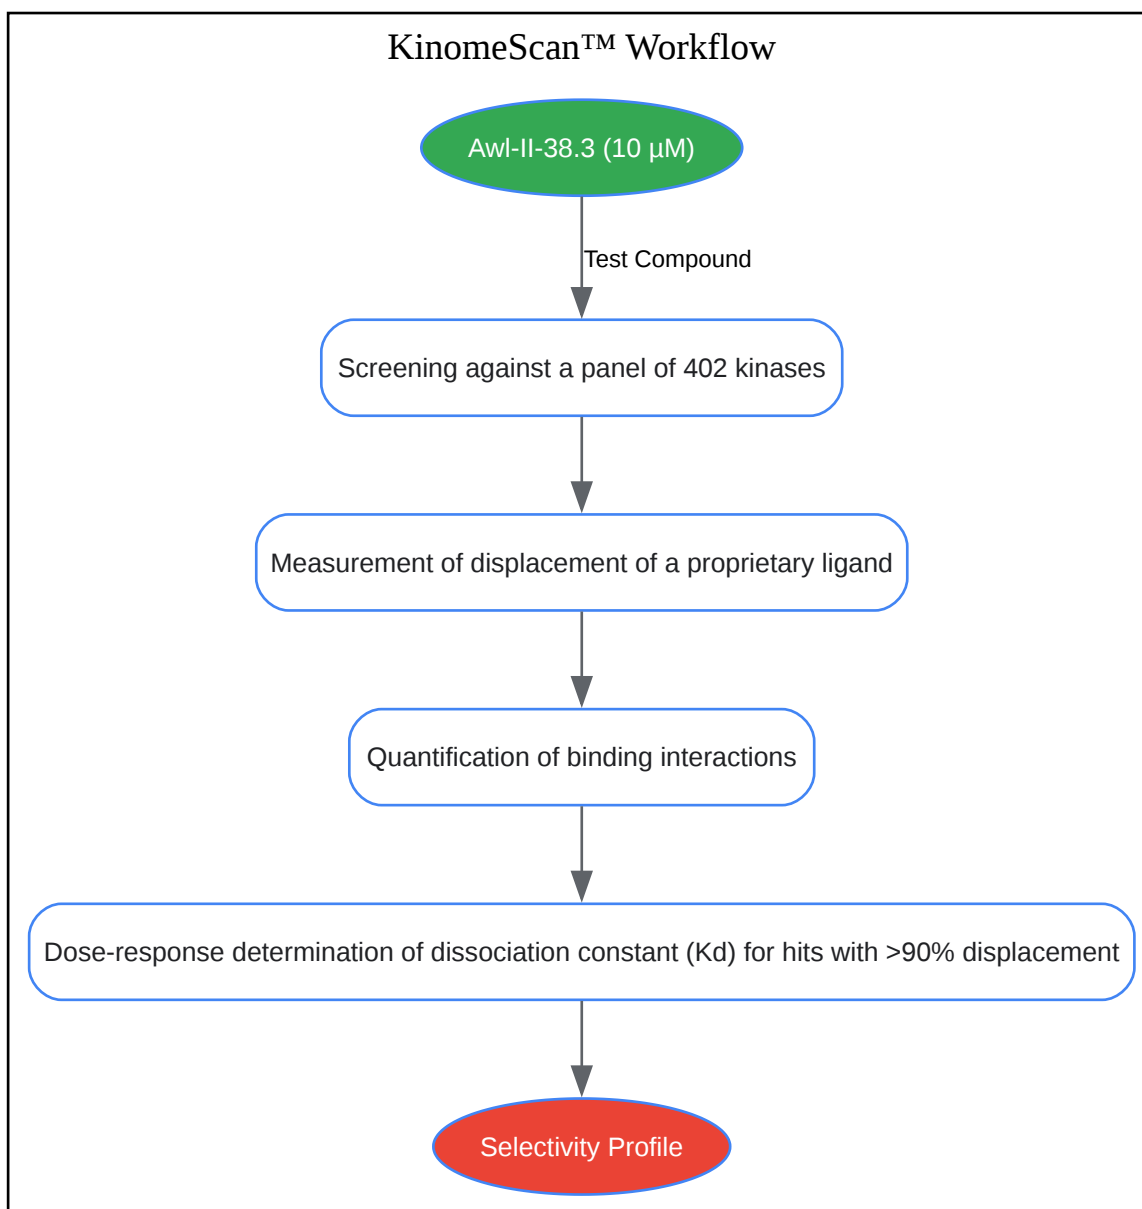 KinomeScan™ Workflow
Awl-II-38.3 (10 µM)
Test Compound
Screening against a panel of 402 kinases
Measurement of displacement of a proprietary ligand
Quantification of binding interactions
Dose-response determination of dissociation constant (Kd) for hits with >90% displacement
Selectivity Profile